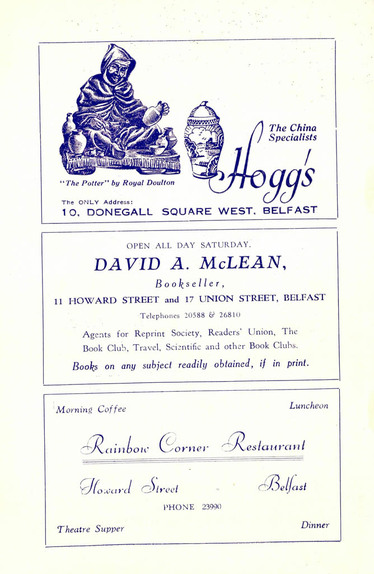 The China
Specialists
Hogg's
"The Potter" by Royal Doulton
The ONLY Address:
10, DONEGALL SQUARE WEST, BELFAST
OPEN ALL DAY SATURDAY.
DAVID A. McLEAN,
Bookseller,
11 HOWARD STREET and 17 UNION STREET, BELFAST
Telephones 20588 & 26810
Agents for Reprint Society, Readers' Union, The
Book Club, Travel, Scientific and other Book Clubs.
Books on any subject readily obtained, if in print.
Morning Coffee
Luncheon
Rainbow Corner Restaurant
Howard Street Belfast
PHONE 23990
Theatre Supper
Dinner